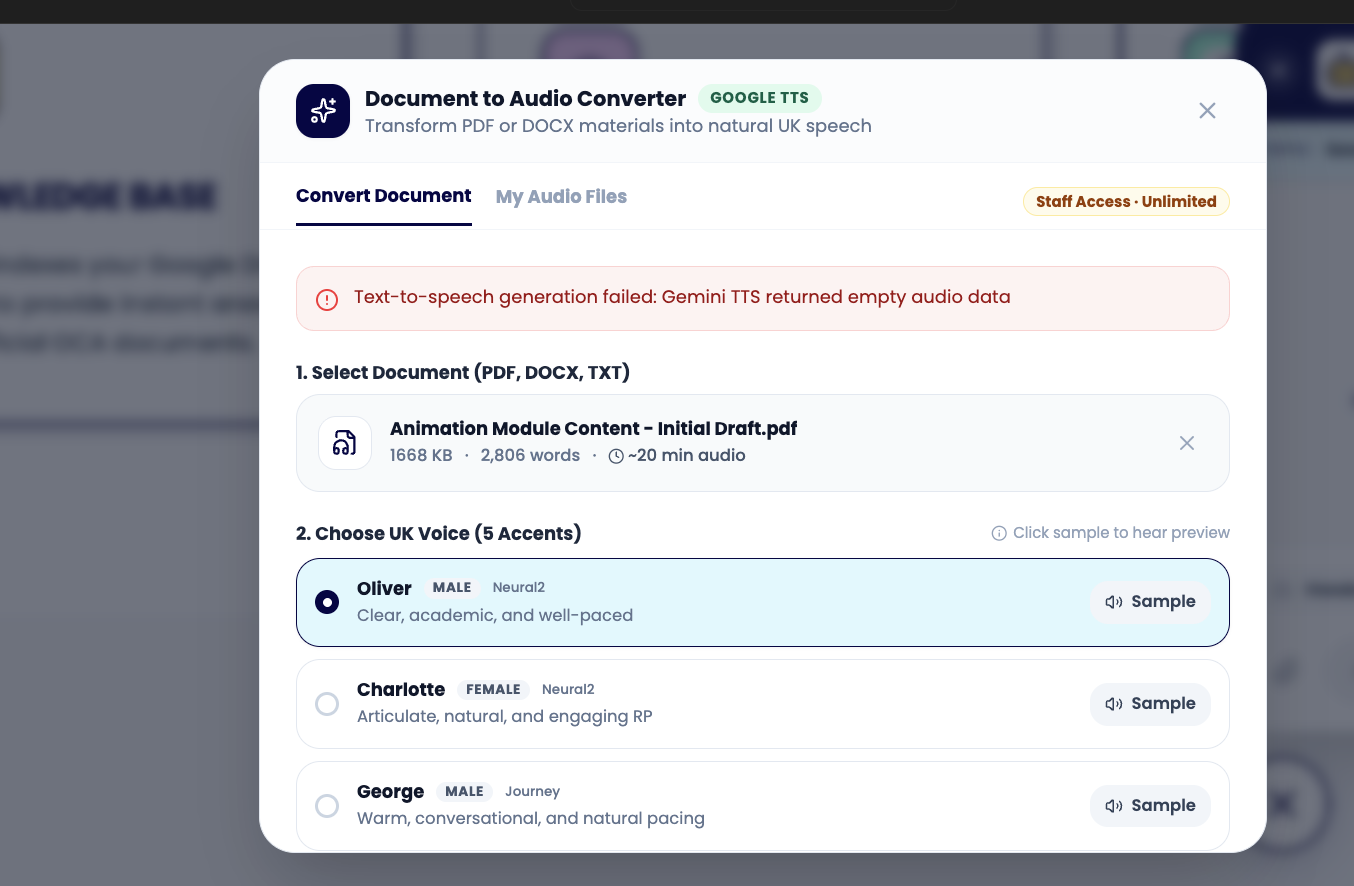 Document to Audio Converter GOOGLE TTS
Transform PDF or DOCX materials into natural UK speech
Convert Document My Audio Files Staff Access · Unlimited
Text-to-speech generation failed: Gemini TTS returned empty audio data
1. Select Document (PDF, DOCX, TXT)
Animation Module Content - Initial Draft.pdf
1668 KB · 2,806 words · ~20 min audio
2. Choose UK Voice (5 Accents) Click sample to hear preview
Oliver MALE Neural2
Clear, academic, and well-paced
Sample
Charlotte FEMALE Neural2
Articulate, natural, and engaging RP
Sample
George MALE Journey
Warm, conversational, and natural pacing
Sample
BASE